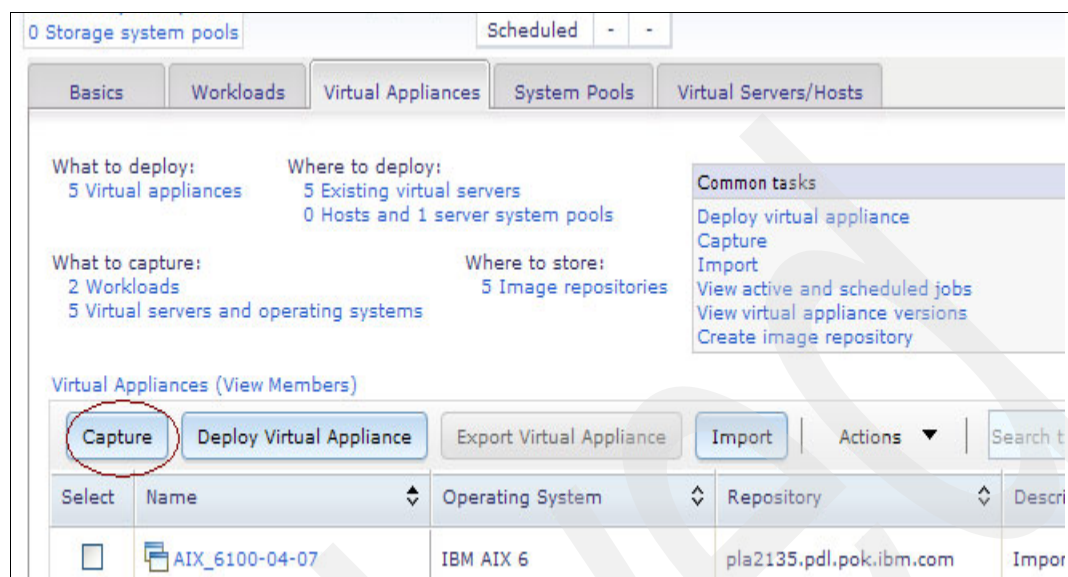 0 Storage system pools
Scheduled - -
Basics Workloads Virtual Appliances System Pools Virtual Servers/Hosts
What to deploy: Where to deploy:
5 Virtual appliances 5 Existing virtual servers
0 Hosts and 1 server system pools
What to capture: Where to store:
2 Workloads 5 Image repositories
5 Virtual servers and operating systems
Common tasks
Deploy virtual appliance
Capture
Import
View active and scheduled jobs
View virtual appliance versions
Create image repository
Virtual Appliances (View Members)
Capture Deploy Virtual Appliance Export Virtual Appliance Import Actions Search t
Select Name Operating System Repository Descri
AIX_6100-04-07 IBM AIX 6 pla2135.pdl.pok.ibm.com Impor